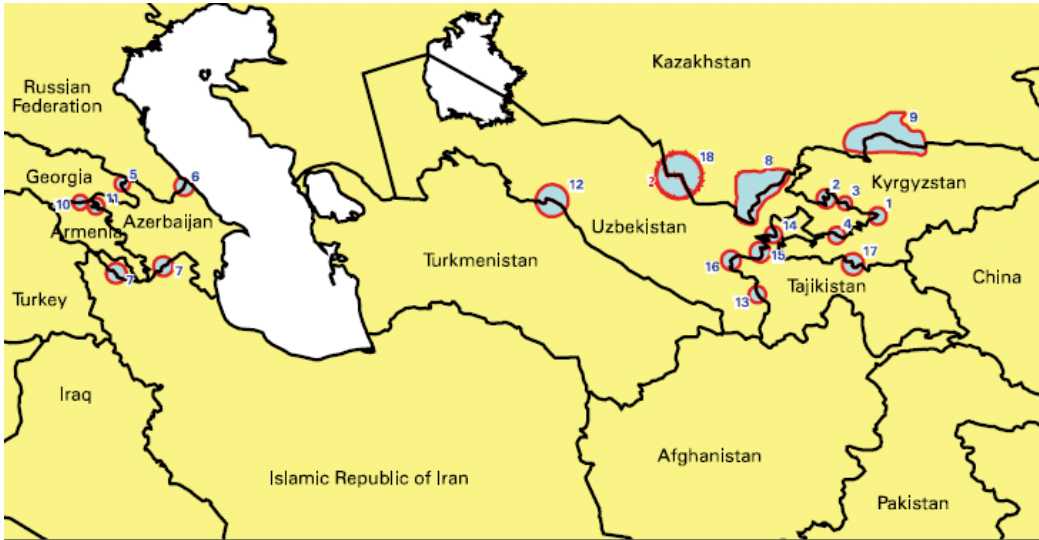 Kazakhstan
Russian
Federation
9
Georgia
5
6
18
2
8
Kyrgyzstan
12
2
3
1
10
11
Azerbaijan
Armenia
Uzbekistan
14
4
Turkmenistan
7
7
16
15
17
Tajikistan
China
13
Turkey
Iraq
Islamic Republic of Iran
Afghanistan
Pakistan